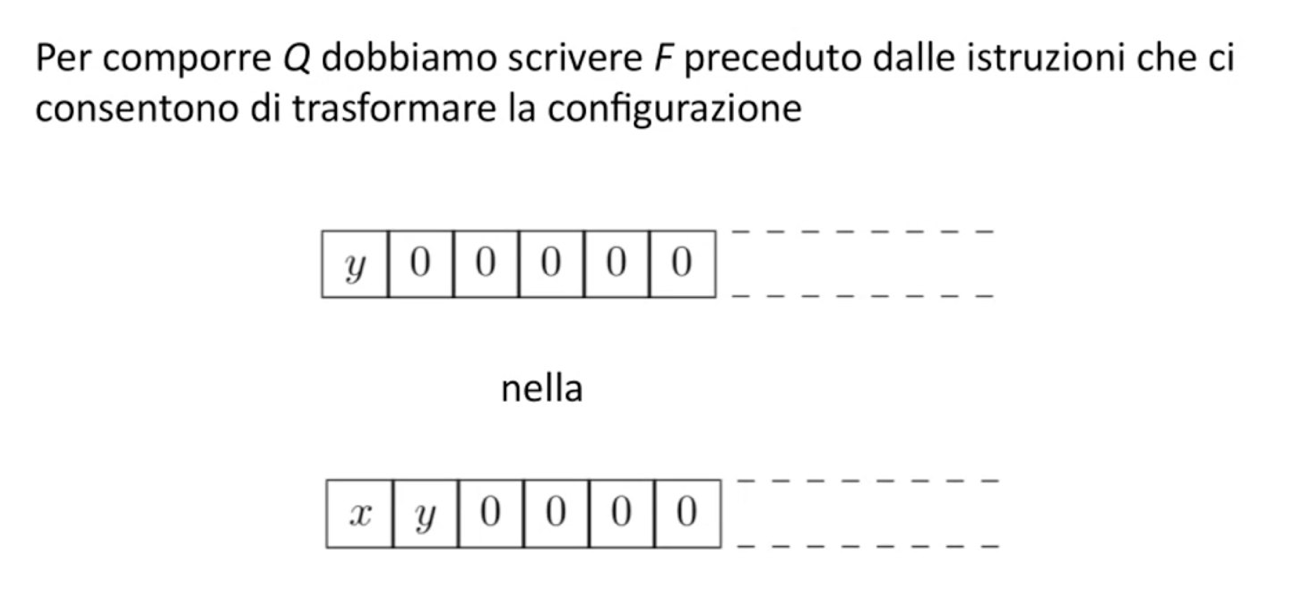 Per comporre Q dobbiamo scrivere F preceduto dalle istruzioni che ci
consentono di trasformare la configurazione
y 0 0 0 0 0
nella
x y 0 0 0 0